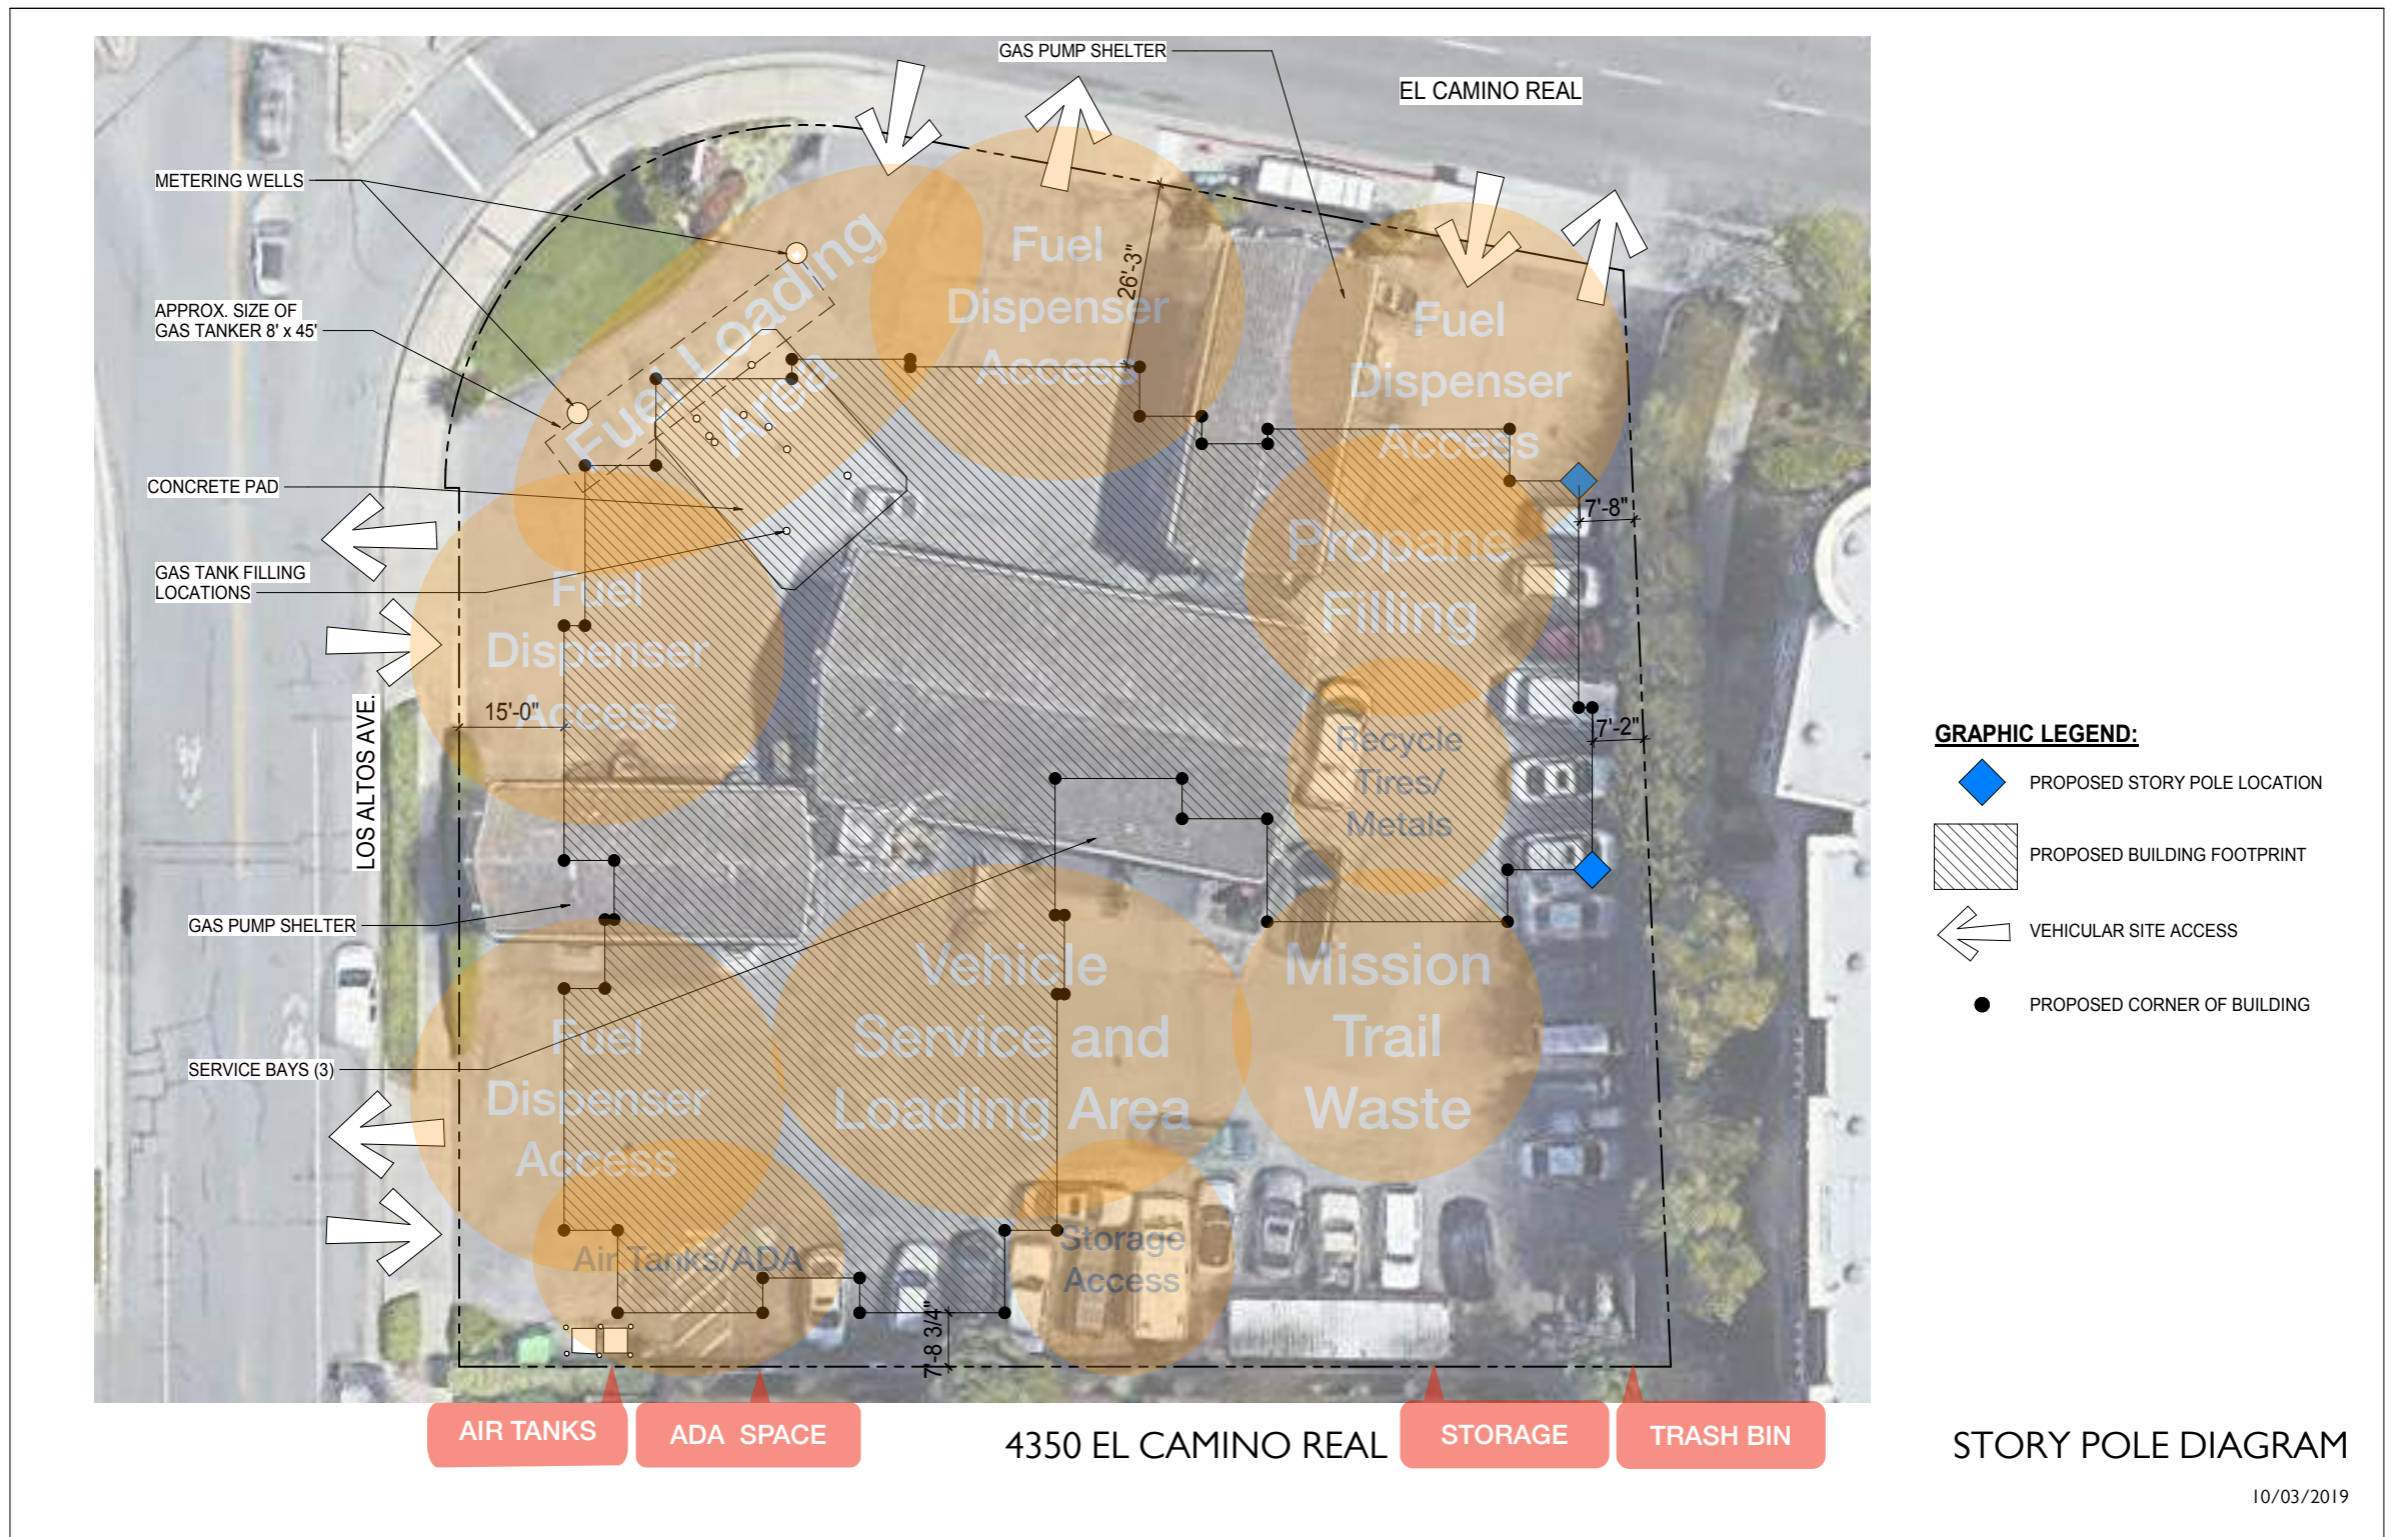 GAS PUMP SHELTER
EL CAMINO REAL
METERING WELLS
APPROX. SIZE OF
GAS TANKER 8' x 45'
Fuel Loading
Area
Fuel
Dispenser
Access
26'-3"
Fuel
Dispenser
Access
CONCRETE PAD
7'-8"
GAS TANK FILLING
LOCATIONS
Propane
Filling
Fuel
Dispenser
Access
15'-0"
LOS ALTOS AVE.
7'-2"
Recycle
Tires/
Metals
GAS PUMP SHELTER
SERVICE BAYS (3)
Vehicle
Service and
Loading Area
Mission
Trail
Waste
Fuel
Dispenser
Access
Air Tanks/ADA
Storage
Access
7'-8 3/4"
GRAPHIC LEGEND:
PROPOSED STORY POLE LOCATION
PROPOSED BUILDING FOOTPRINT
VEHICULAR SITE ACCESS
PROPOSED CORNER OF BUILDING
AIR TANKS
ADA SPACE
4350 EL CAMINO REAL
STORAGE
TRASH BIN
STORY POLE DIAGRAM
10/03/2019